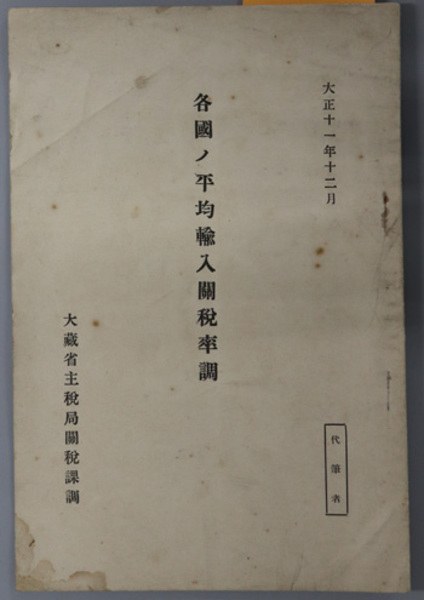 大正十一年十二月
各國ノ平均輸入關稅率調
大藏省主稅局關稅課調
代謄者